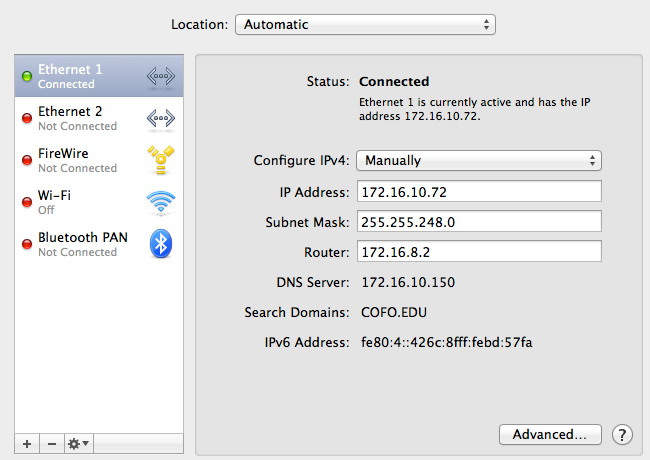 Location: Automatic
Ethernet 1
Connected
Ethernet 2
Not Connected
FireWire
Not Connected
Wi-Fi
Off
Bluetooth PAN
Not Connected
+ −
Status: Connected
Ethernet 1 is currently active and has the IP
address 172.16.10.72.
Configure IPv4: Manually
IP Address: 172.16.10.72
Subnet Mask: 255.255.248.0
Router: 172.16.8.2
DNS Server: 172.16.10.150
Search Domains: COFO.EDU
IPv6 Address: fe80:4::426c:8fff:febd:57fa
Advanced... ?